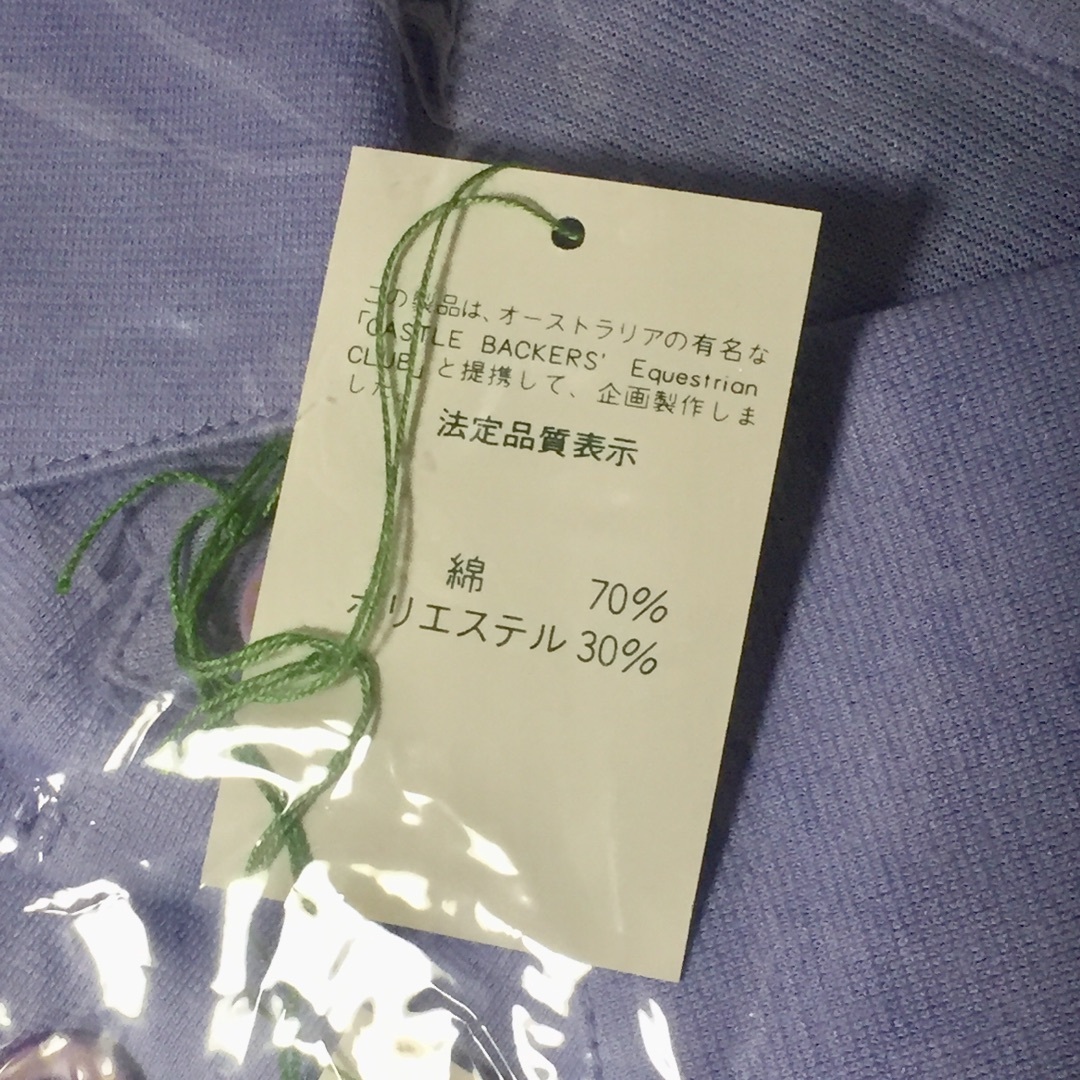 この製品は、オーストラリアの有名な
「CASTLE BACKERS' Equestrian
CLUB」と提携して、企画製作しま
した。
法定品質表示
綿 70%
ポリエステル 30%